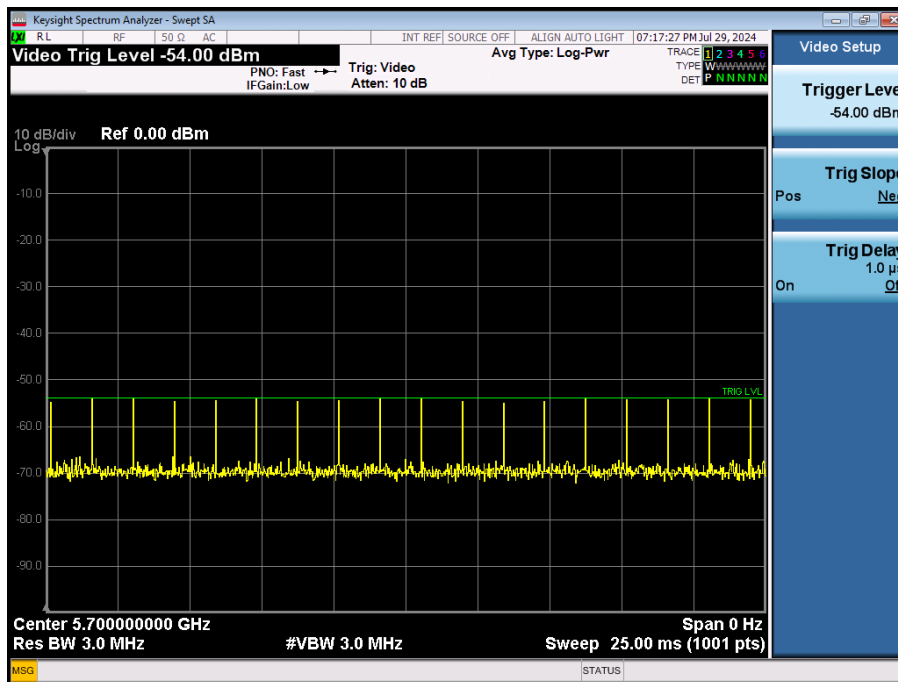 Keysight Spectrum Analyzer - Swept SA
LXI RL RF 50 Ω AC INT REF SOURCE OFF ALIGN AUTO LIGHT 07:17:27 PM Jul 29, 2024
Video Trig Level -54.00 dBm
PNO: Fast
IFGain:Low
Trig: Video
Atten: 10 dB
Avg Type: Log-Pwr
TRACE 1 2 3 4 5 6
TYPE WWWWWW
DET P N N N N N
Video Setup
Trigger Leve
-54.00 dBm
Trig Slope
Pos Neg
Trig Delay
1.0 µs
On Of
10 dB/div Ref 0.00 dBm
Log
-10.0
-20.0
-30.0
-40.0
-50.0
TRIG LVL
-60.0
-70.0
-80.0
-90.0
Center 5.700000000 GHz Span 0 Hz
Res BW 3.0 MHz #VBW 3.0 MHz Sweep 25.00 ms (1001 pts)
MSG STATUS